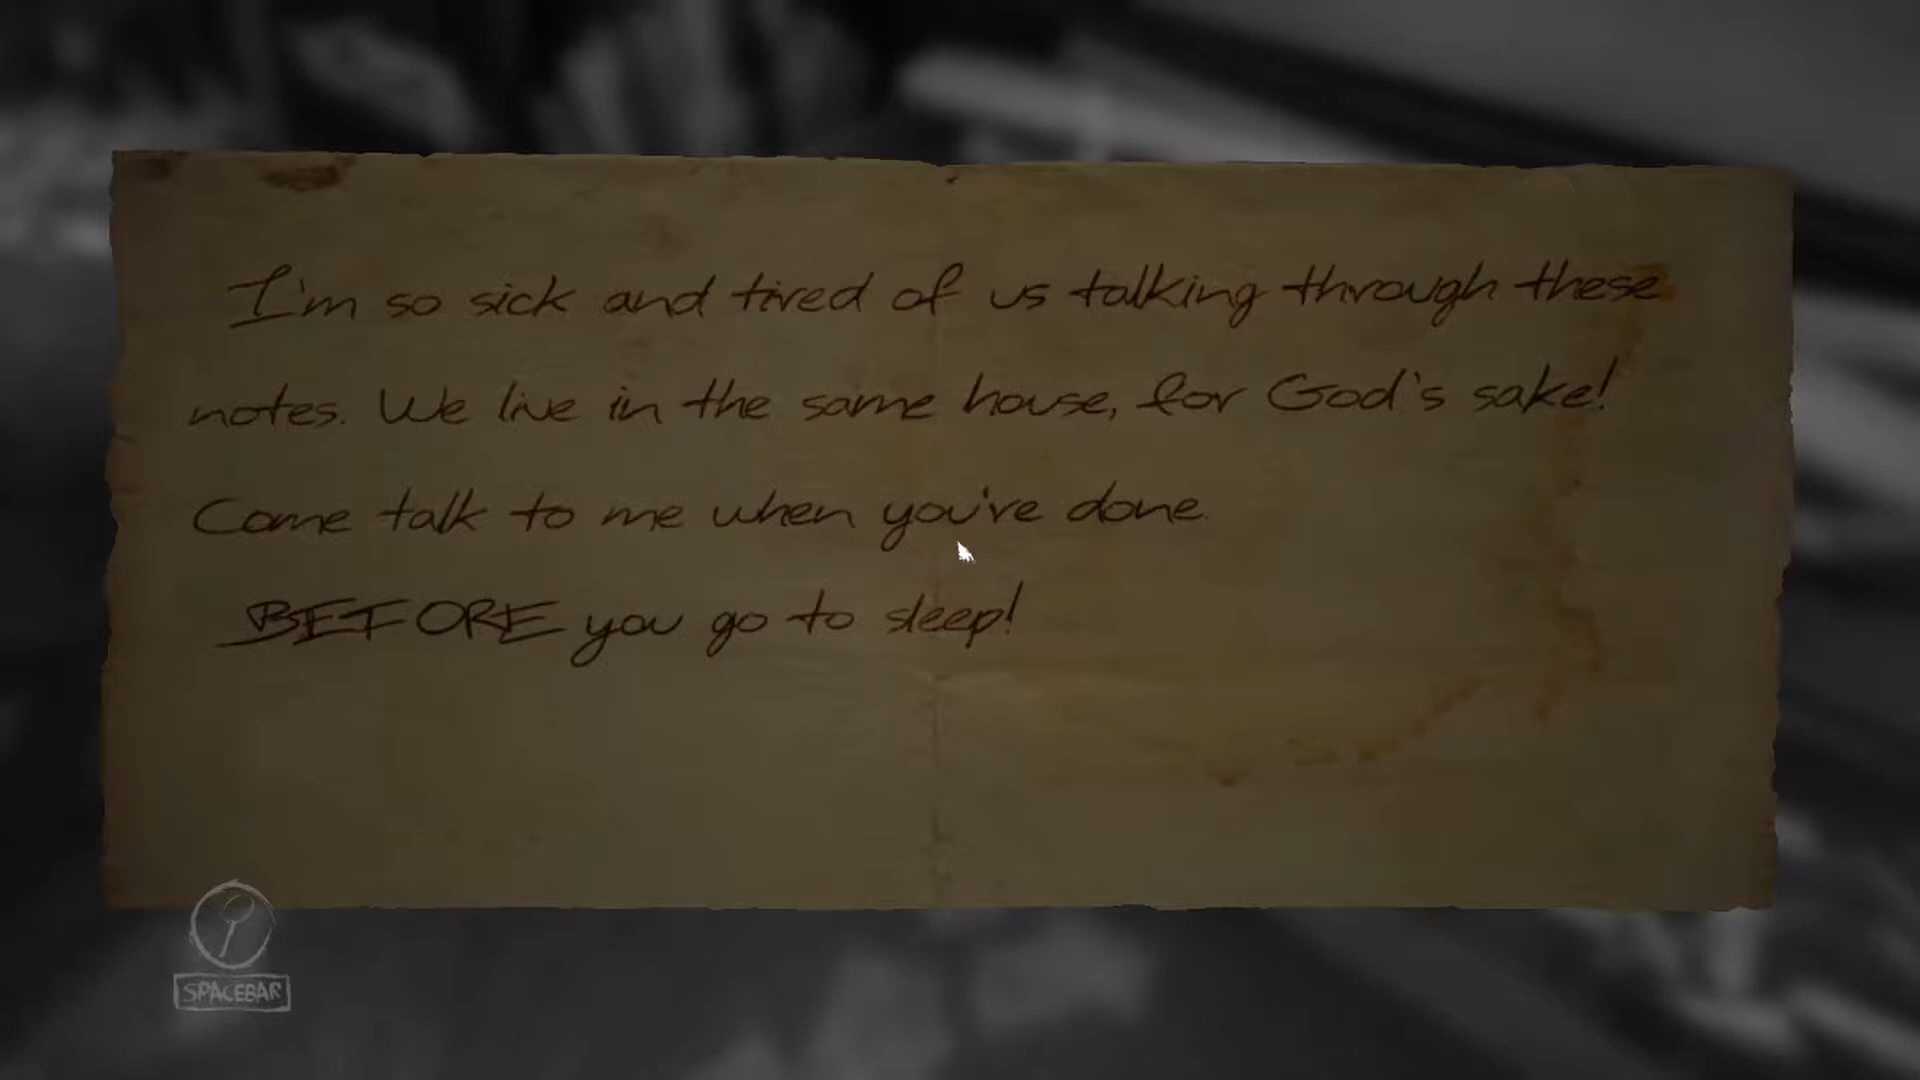 I'm so sick and tired of us talking through these
notes. We live in the same house, for God's sake!
Come talk to me when you're done.
BEFORE you go to sleep!
SPACEBAR